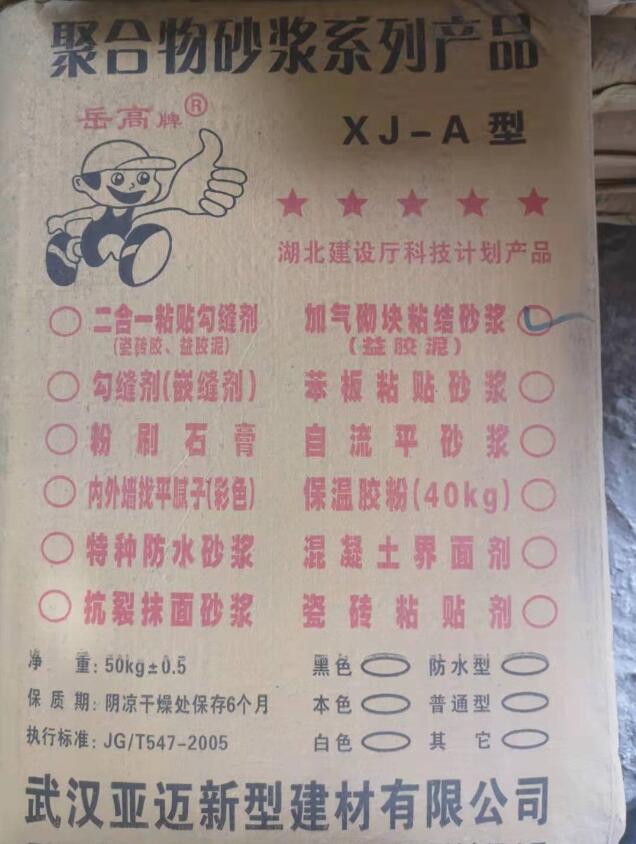 聚合物砂浆系列产品
岳高牌®
XJ-A 型
湖北建设厅科技计划产品
二合一粘贴勾缝剂 加气砌块粘结砂浆
(瓷砖胶、益胶泥) (益胶泥)
勾缝剂(嵌缝剂) 苯板粘贴砂浆
粉刷石膏 自流平砂浆
内外墙找平腻子(彩色) 保温胶粉(40kg)
特种防水砂浆 混凝土界面剂
抗裂抹面砂浆 瓷砖粘贴剂
净 重: 50kg±0.5 黑色 防水型
保 质 期: 阴凉干燥处保存6个月 本色 普通型
执行标准: JG/T547-2005 白色 其它
武汉亚迈新型建材有限公司